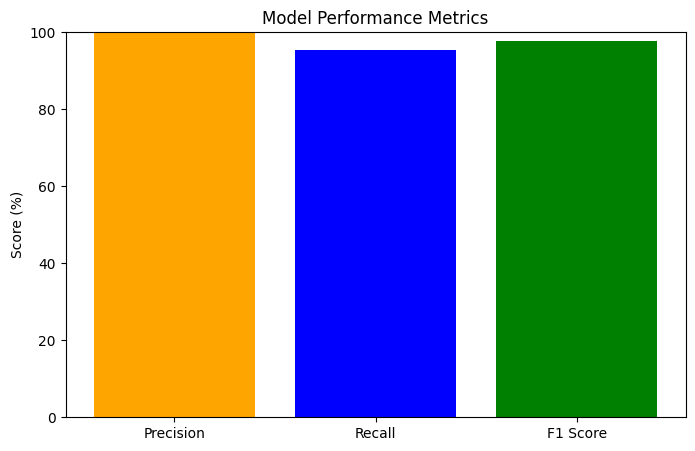 Model Performance Metrics
Score (%)
100
80
60
40
20
0
Precision
Recall
F1 Score